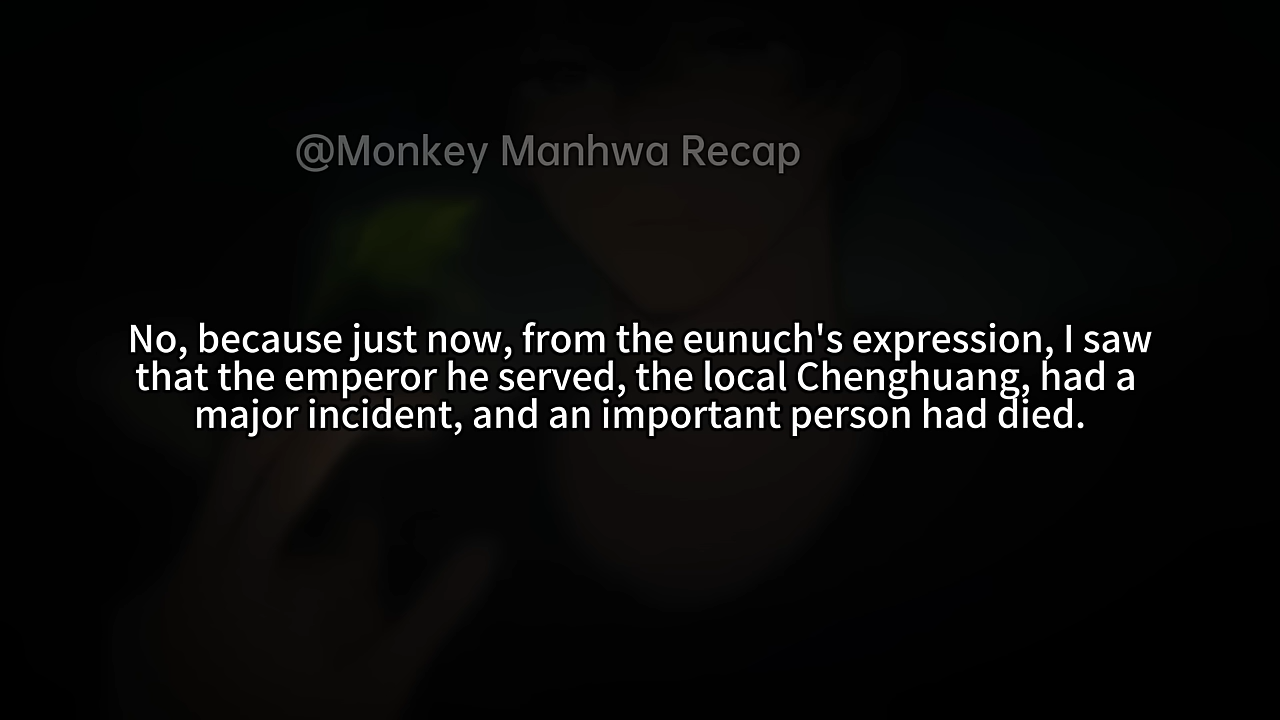 @Monkey Manhwa Recap
No, because just now, from the eunuch's expression, I saw
that the emperor he served, the local Chenghuang, had a
major incident, and an important person had died.